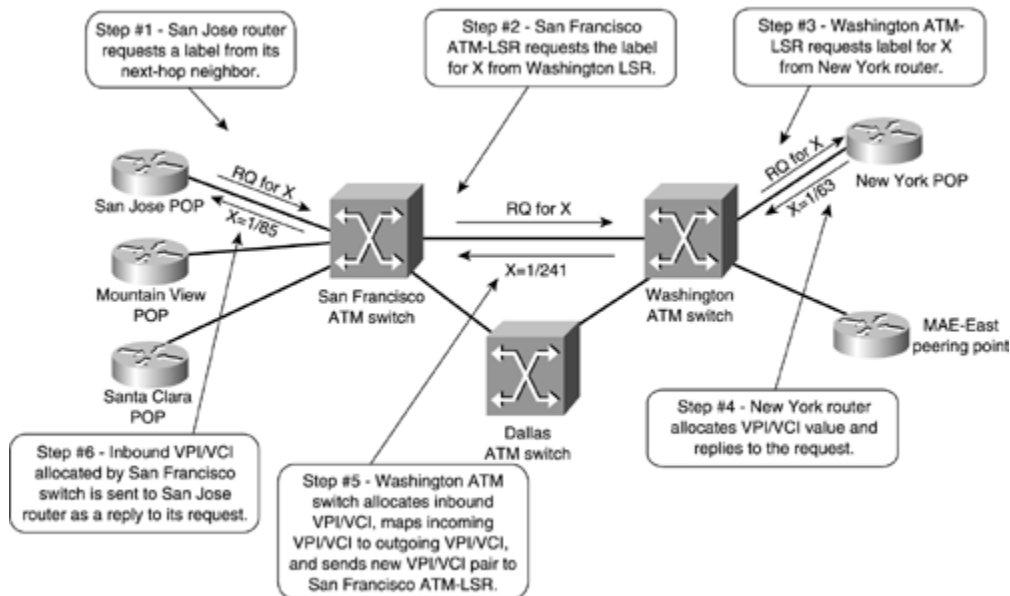 Step #1 - San Jose router
requests a label from its
next-hop neighbor.
Step #2 - San Francisco
ATM-LSR requests the label
for X from Washington LSR.
Step #3 - Washington ATM-
LSR requests label for X
from New York router.
RQ for X
X=1/85
San Jose POP
RQ for X
X=1/241
RQ for X
X=1/63
New York POP
Mountain View
POP
San Francisco
ATM switch
Washington
ATM switch
MAE-East
peering point
Santa Clara
POP
Dallas
ATM switch
Step #4 - New York router
allocates VPI/VCI value and
replies to the request.
Step #6 - Inbound VPI/VCI
allocated by San Francisco
switch is sent to San Jose
router as a reply to its request.
Step #5 - Washington ATM
switch allocates inbound
VPI/VCI, maps incoming
VPI/VCI to outgoing VPI/VCI,
and sends new VPI/VCI pair to
San Francisco ATM-LSR.